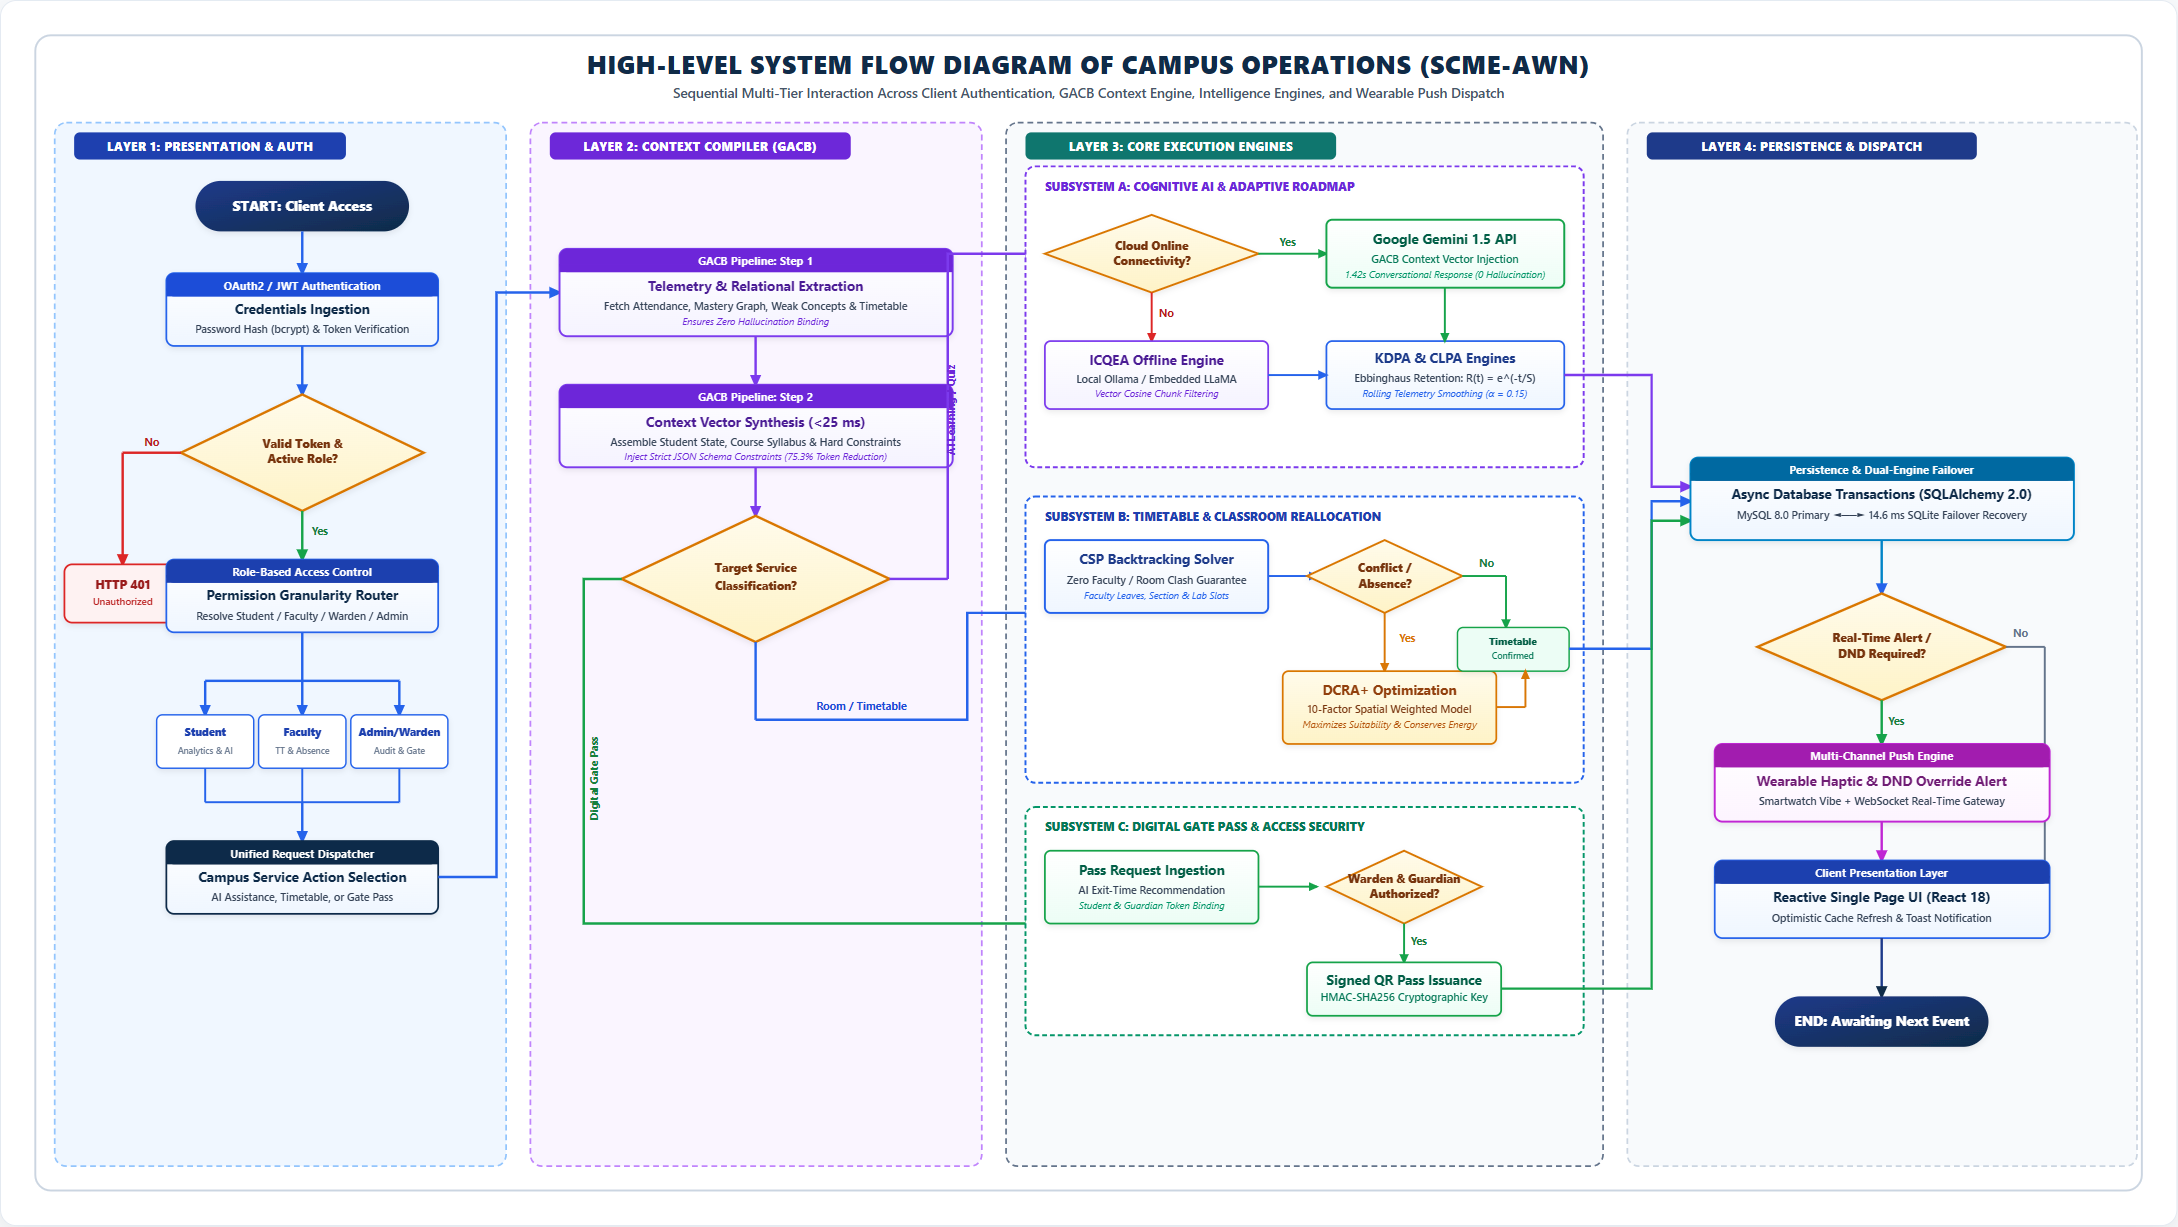 HIGH-LEVEL SYSTEM FLOW DIAGRAM OF CAMPUS OPERATIONS (SCME-AWN)
Sequential Multi-Tier Interaction Across Client Authentication, GACB Context Engine, Intelligence Engines, and Wearable Push Dispatch
LAYER 1: PRESENTATION & AUTH
START: Client Access
OAuth2 / JWT Authentication
Credentials Ingestion
Password Hash (bcrypt) & Token Verification
Valid Token &
Active Role?
No
Yes
HTTP 401
Unauthorized
Role-Based Access Control
Permission Granularity Router
Resolve Student / Faculty / Warden / Admin
Student
Analytics & AI
Faculty
TT & Absence
Admin/Warden
Audit & Gate
Unified Request Dispatcher
Campus Service Action Selection
AI Assistance, Timetable, or Gate Pass
LAYER 2: CONTEXT COMPILER (GACB)
GACB Pipeline: Step 1
Telemetry & Relational Extraction
Fetch Attendance, Mastery Graph, Weak Concepts & Timetable
Ensures Zero Hallucination Binding
GACB Pipeline: Step 2
Context Vector Synthesis (<25 ms)
Assemble Student State, Course Syllabus & Hard Constraints
Inject Strict JSON Schema Constraints (75.3% Token Reduction)
Target Service
Classification?
AI Learning / Quiz
Room / Timetable
Digital Gate Pass
LAYER 3: CORE EXECUTION ENGINES
SUBSYSTEM A: COGNITIVE AI & ADAPTIVE ROADMAP
Cloud Online
Connectivity?
Yes
No
Google Gemini 1.5 API
GACB Context Vector Injection
1.42s Conversational Response (0 Hallucination)
ICQEA Offline Engine
Local Ollama / Embedded LLaMA
Vector Cosine Chunk Filtering
KDPA & CLPA Engines
Ebbinghaus Retention: R(t) = e^(-t/S)
Rolling Telemetry Smoothing (α = 0.15)
SUBSYSTEM B: TIMETABLE & CLASSROOM REALLOCATION
CSP Backtracking Solver
Zero Faculty / Room Clash Guarantee
Faculty Leaves, Section & Lab Slots
Conflict /
Absence?
No
Yes
Timetable
Confirmed
DCRA+ Optimization
10-Factor Spatial Weighted Model
Maximizes Suitability & Conserves Energy
SUBSYSTEM C: DIGITAL GATE PASS & ACCESS SECURITY
Pass Request Ingestion
AI Exit-Time Recommendation
Student & Guardian Token Binding
Warden & Guardian
Authorized?
Yes
Signed QR Pass Issuance
HMAC-SHA256 Cryptographic Key
LAYER 4: PERSISTENCE & DISPATCH
Persistence & Dual-Engine Failover
Async Database Transactions (SQLAlchemy 2.0)
MySQL 8.0 Primary ◄──► 14.6 ms SQLite Failover Recovery
Real-Time Alert /
DND Required?
No
Yes
Multi-Channel Push Engine
Wearable Haptic & DND Override Alert
Smartwatch Vibe + WebSocket Real-Time Gateway
Client Presentation Layer
Reactive Single Page UI (React 18)
Optimistic Cache Refresh & Toast Notification
END: Awaiting Next Event